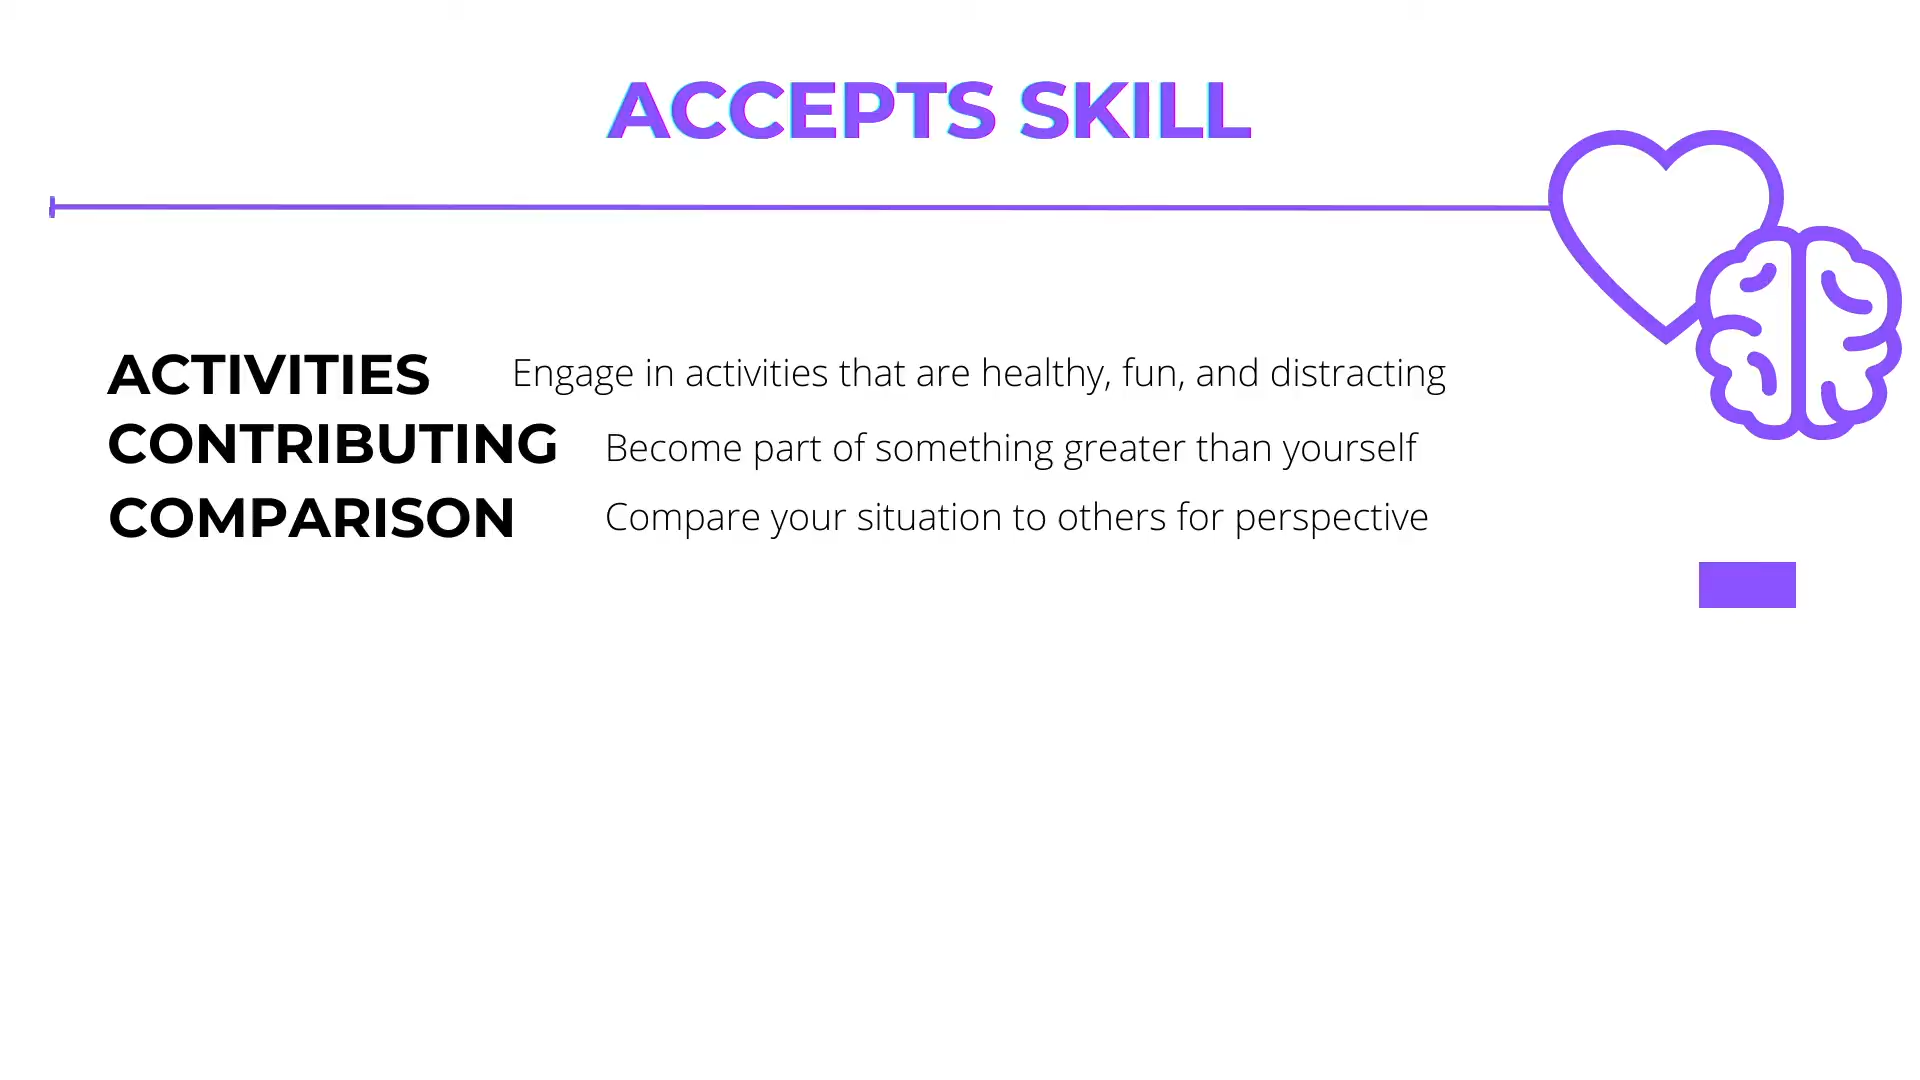 ACCEPTS SKILL
ACTIVITIES Engage in activities that are healthy, fun, and distracting
CONTRIBUTING Become part of something greater than yourself
COMPARISON Compare your situation to others for perspective